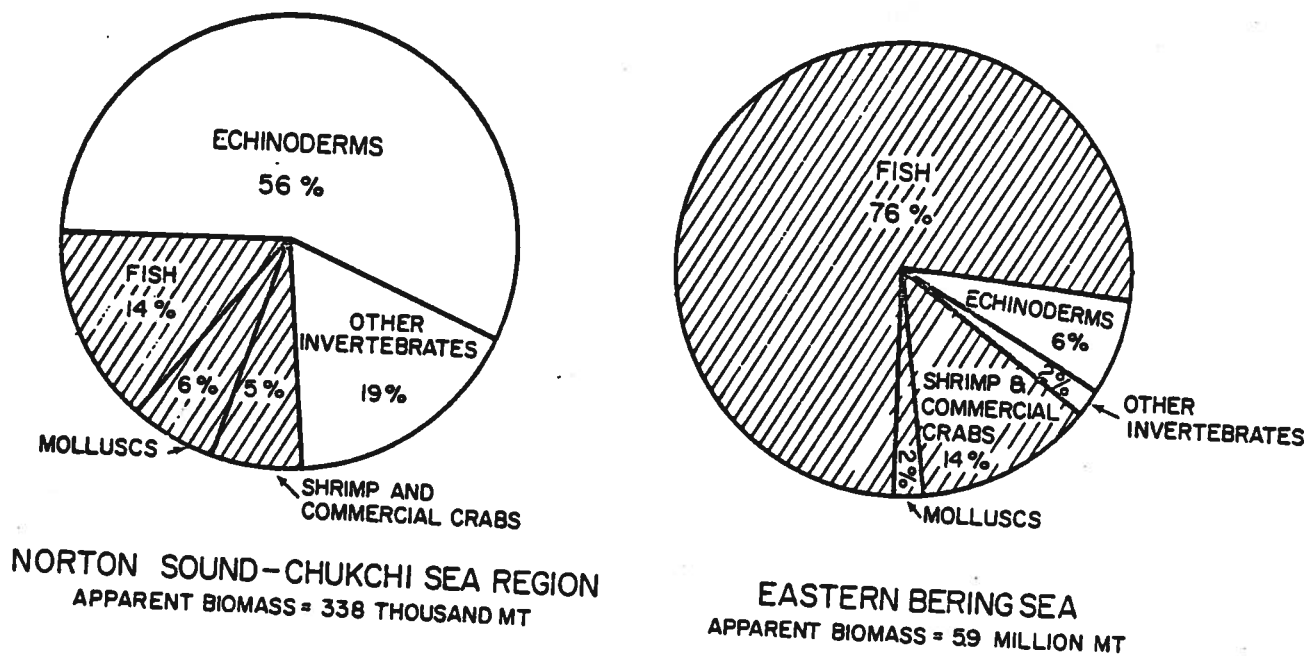 ECHINODERMS
56 %
FISH
14 %
6 %
5 %
OTHER
INVERTEBRATES
19 %
MOLLUSCS
SHRIMP AND
COMMERCIAL CRABS
NORTON SOUND-CHUKCHI SEA REGION
APPARENT BIOMASS = 338 THOUSAND MT
FISH
76 %
ECHINODERMS
6%
2%
OTHER
INVERTEBRATES
SHRIMP &
COMMERCIAL
CRABS
14 %
2%
MOLLUSCS
EASTERN BERING SEA
APPARENT BIOMASS = 5.9 MILLION MT